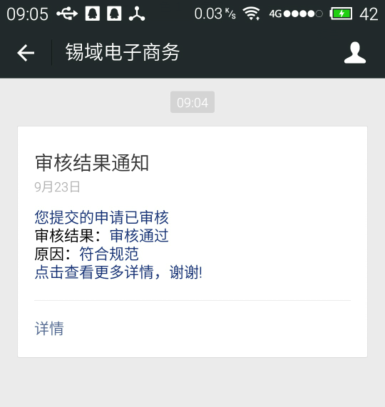 09:05 0.03 K/s 4G 42
锡域电子商务
09:04
审核结果通知
9月23日
您提交的申请已审核
审核结果：审核通过
原因：符合规范
点击查看更多详情，谢谢!
详情